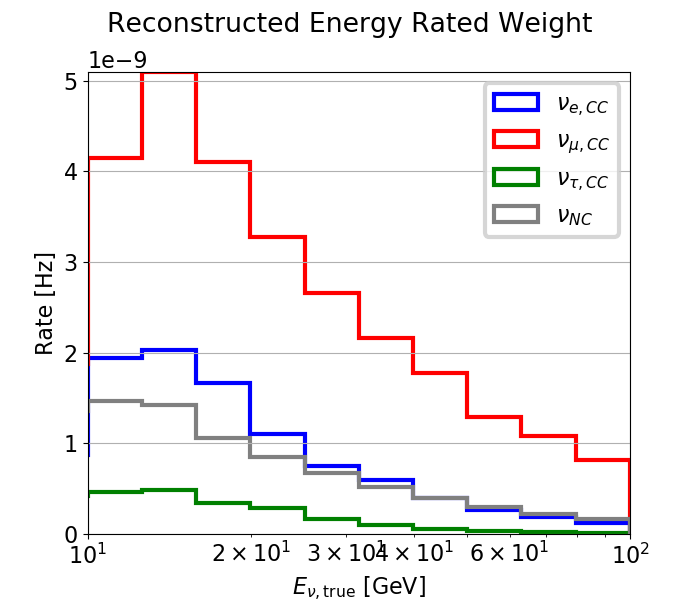 Reconstructed Energy Rated Weight
1e−9
5
4
3
2
1
0
Rate [Hz]
ν_{e, CC}
ν_{μ, CC}
ν_{τ, CC}
ν_{NC}
10^1 2 × 10^1 3 × 10^1 4 × 10^1 6 × 10^1 10^2
E_{ν, true} [GeV]